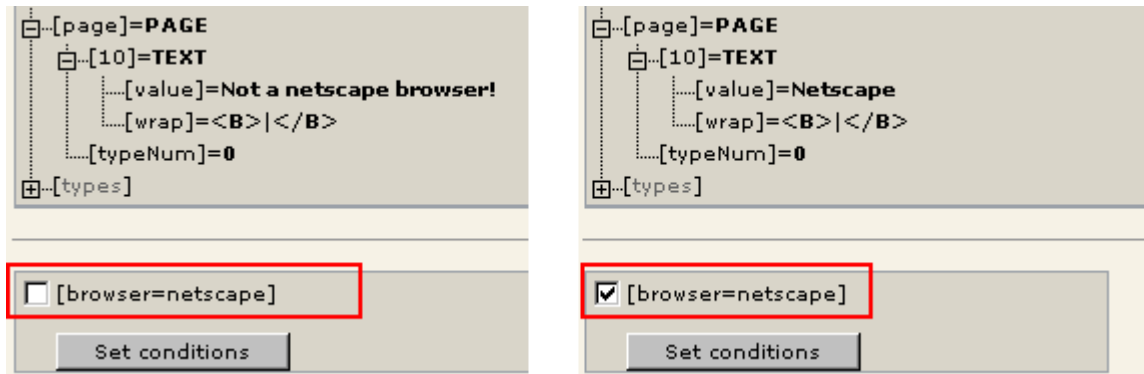 [page]=PAGE
[10]=TEXT
[value]=Not a netscape browser!
[wrap]=<B>|</B>
[typeNum]=0
[types]
[browser=netscape]
Set conditions
[page]=PAGE
[10]=TEXT
[value]=Netscape
[wrap]=<B>|</B>
[typeNum]=0
[types]
[browser=netscape]
Set conditions